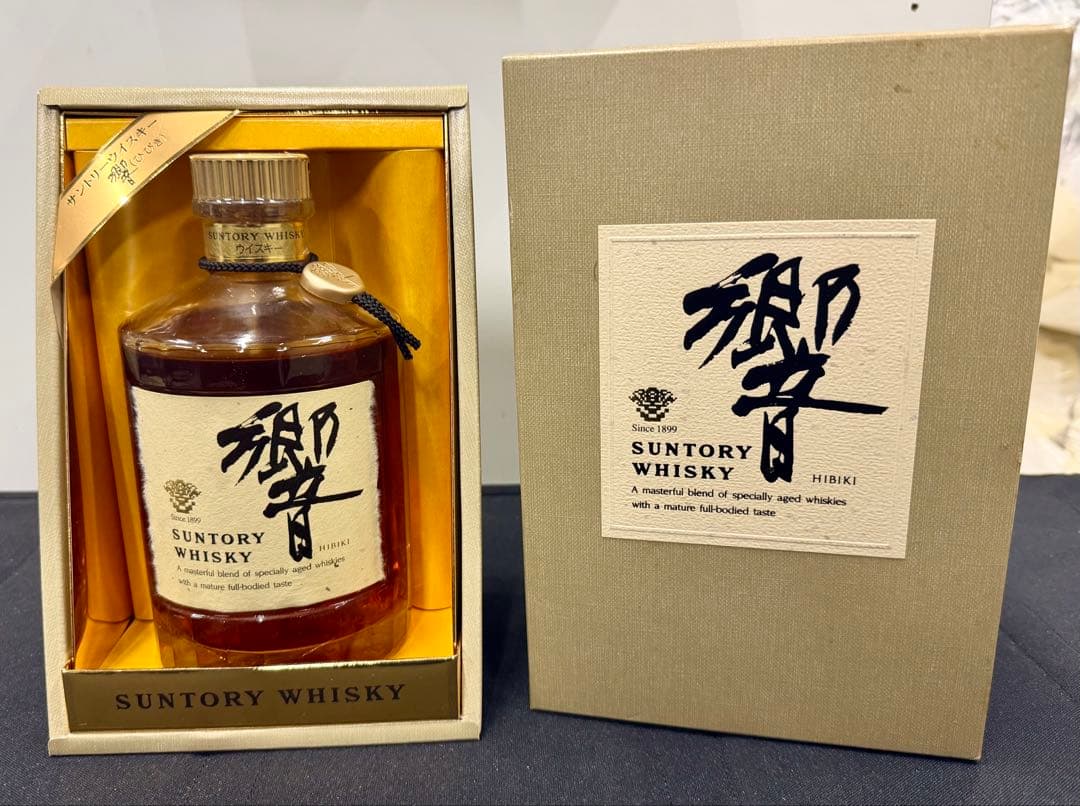 サントリーウイスキー
響(ひびき)
SUNTORY WHISKY
ウイスキー
響
Since 1899
SUNTORY
WHISKY
HIBIKI
A masterful blend of specially aged whiskies
with a mature full-bodied taste
SUNTORY WHISKY
響
Since 1899
SUNTORY
WHISKY
HIBIKI
A masterful blend of specially aged whiskies
with a mature full-bodied taste